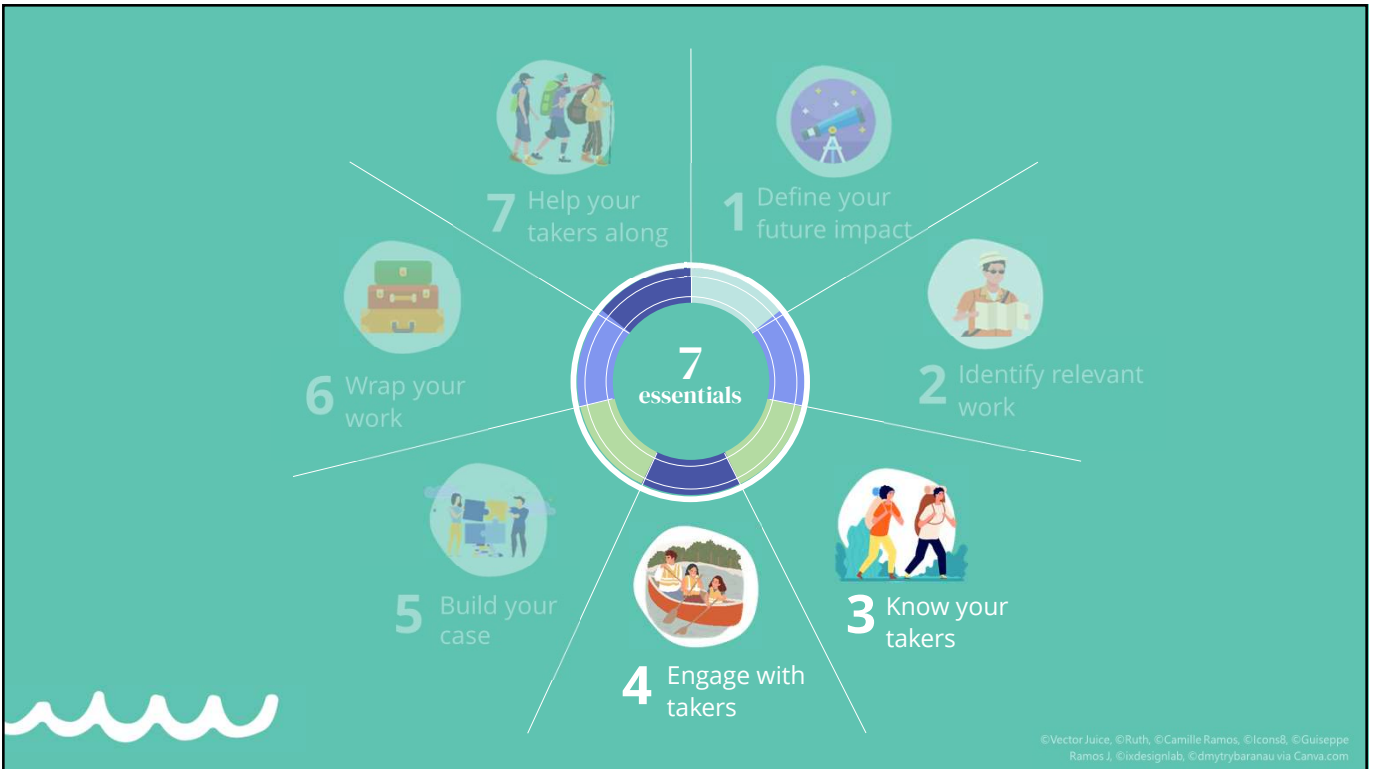 7
essentials
1
Define your
future impact
2
Identify relevant
work
3
Know your
takers
4
Engage with
takers
5
Build your
case
6
Wrap your
work
7
Help your
takers along
©Vector Juice, ©Ruth, ©Camille Ramos, ©Icons8, ©Guiseppe
Ramos J, ©ixdesignlab, ©dmytrybaranau via Canva.com